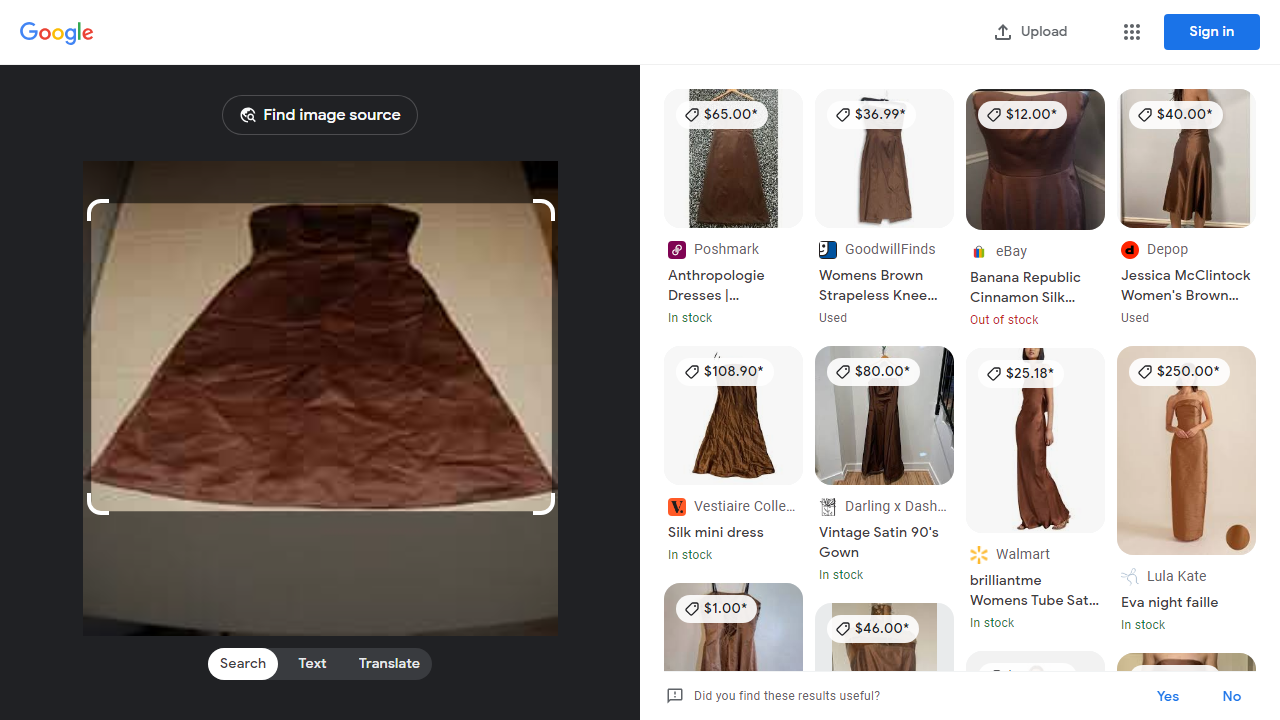 Google
Upload
Sign in
Find image source
Search
Text
Translate
$65.00*
Poshmark
Anthropologie
Dresses |...
In stock
$36.99*
GoodwillFinds
Womens Brown
Strapless Knee...
Used
$12.00*
eBay
Banana Republic
Cinnamon Silk...
Out of stock
$40.00*
Depop
Jessica McClintock
Women's Brown...
Used
$108.90*
Vestiaire Colle...
Silk mini dress
In stock
$80.00*
Darling x Dash...
Vintage Satin 90's
Gown
In stock
$25.18*
Walmart
brilliantme
Womens Tube Sat...
In stock
$250.00*
Lula Kate
Eva night faille
In stock
$1.00*
$46.00*
Did you find these results useful?
Yes
No